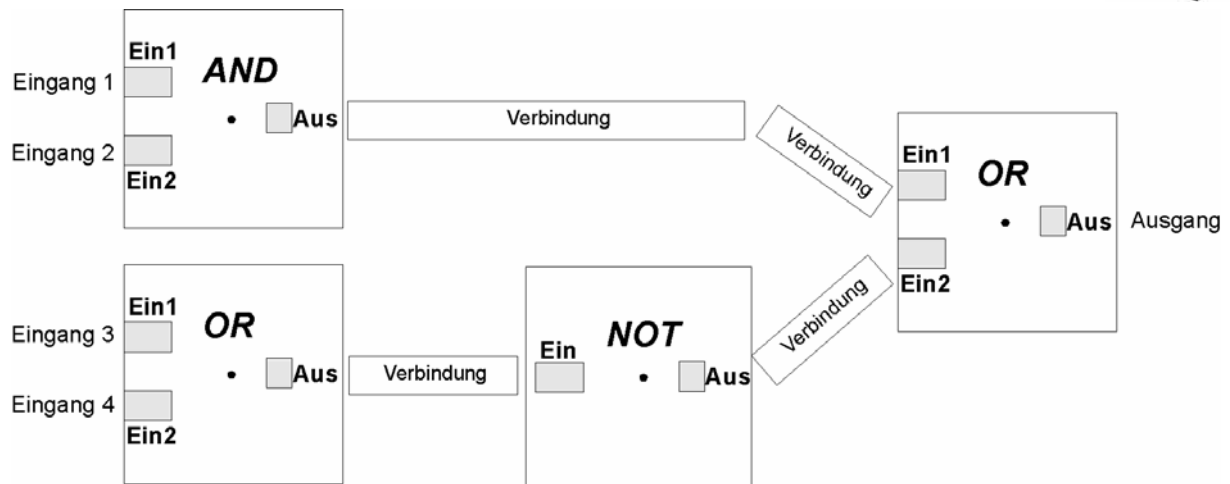 Ein1
AND
Eingang 1
Aus
Verbindung
Verbindung
Eingang 2
Ein2
Ein1
OR
Aus
Ausgang
Ein2
Ein1
OR
Eingang 3
Aus
Verbindung
Eingang 4
Ein2
NOT
Ein
Aus
Verbindung